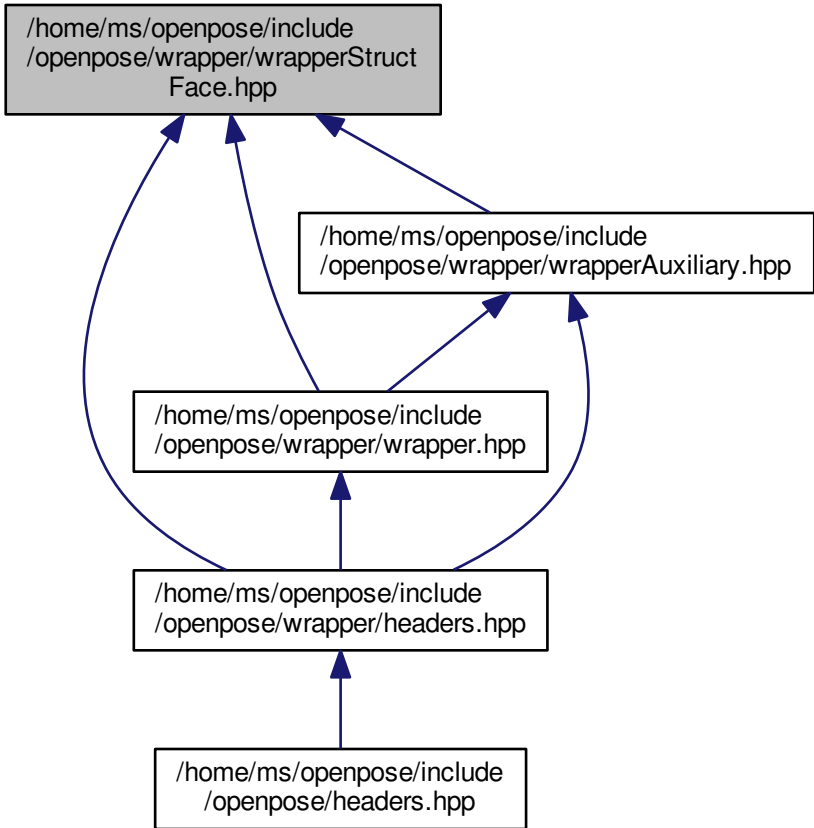 /home/ms/openpose/include
/openpose/wrapper/wrapperStruct
Face.hpp
/home/ms/openpose/include
/openpose/wrapper/wrapperAuxiliary.hpp
/home/ms/openpose/include
/openpose/wrapper/wrapper.hpp
/home/ms/openpose/include
/openpose/wrapper/headers.hpp
/home/ms/openpose/include
/openpose/headers.hpp